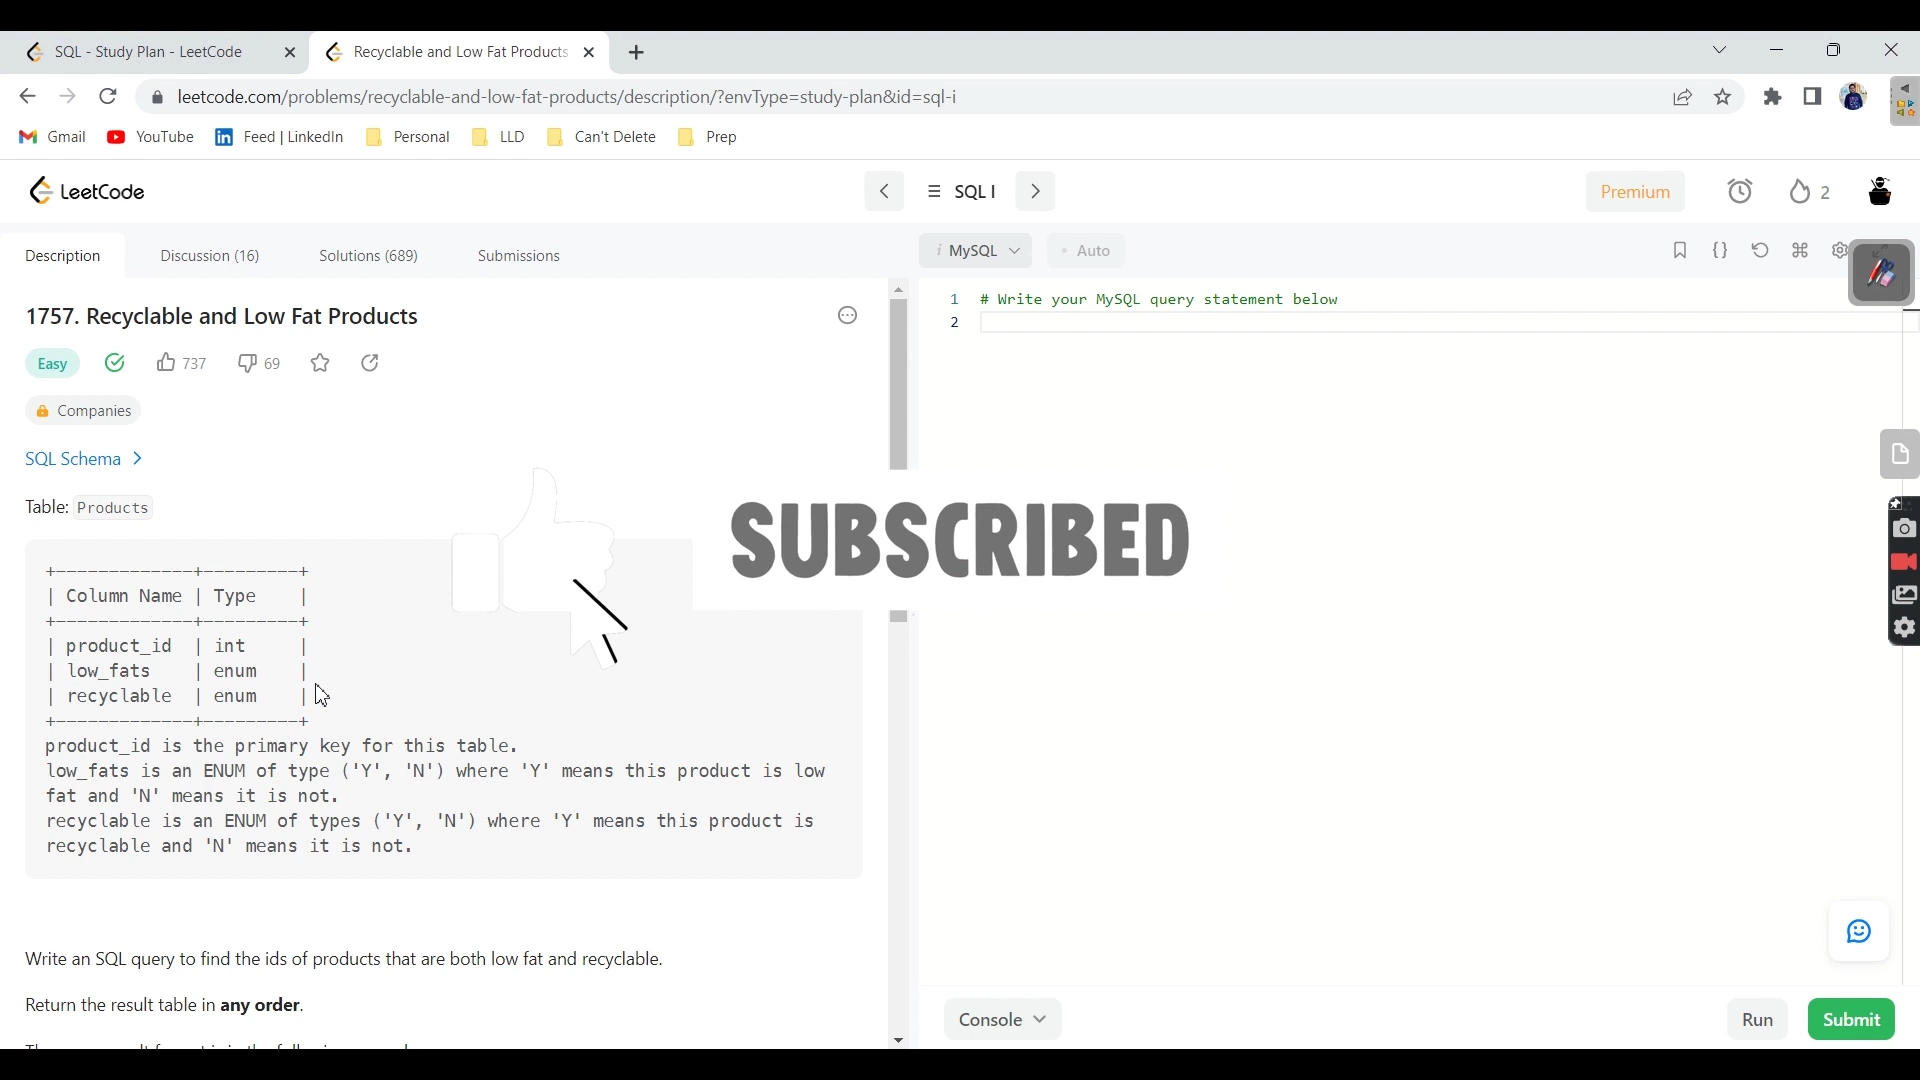 SQL - Study Plan - LeetCode
Recyclable and Low Fat Products
leetcode.com/problems/recyclable-and-low-fat-products/description/?envType=study-plan&id=sql-i
Gmail
YouTube
Feed | LinkedIn
Personal
LLD
Can't Delete
Prep
LeetCode
SQL I
Premium
2
Description
Discussion (16)
Solutions (689)
Submissions
i MySQL
Auto
1757. Recyclable and Low Fat Products
Easy
737
69
Companies
SQL Schema
Table: Products
+-------------+---------+
| Column Name | Type    |
+-------------+---------+
| product_id  | int     |
| low_fats    | enum    |
| recyclable  | enum    |
+-------------+---------+
product_id is the primary key for this table.
low_fats is an ENUM of type ('Y', 'N') where 'Y' means this product is low
fat and 'N' means it is not.
recyclable is an ENUM of types ('Y', 'N') where 'Y' means this product is
recyclable and 'N' means it is not.
Write an SQL query to find the ids of products that are both low fat and recyclable.
Return the result table in any order.
1 # Write your MySQL query statement below
2
SUBSCRIBED
Console
Run
Submit